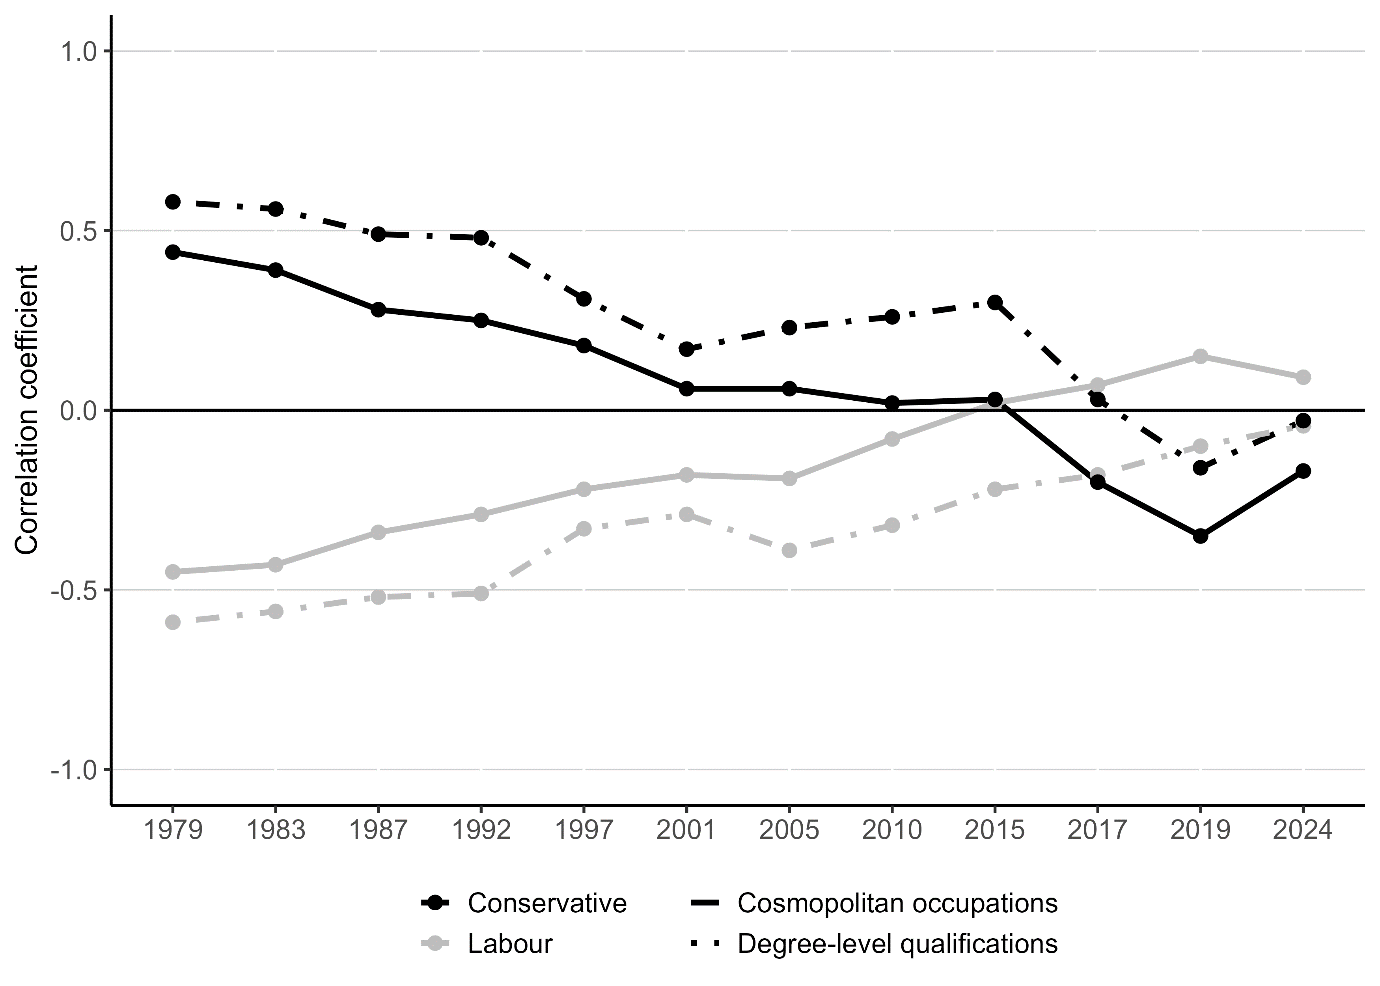 Correlation coefficient
1.0
0.5
0.0
-0.5
-1.0
1979 1983 1987 1992 1997 2001 2005 2010 2015 2017 2019 2024
Conservative Cosmopolitan occupations
Labour Degree-level qualifications